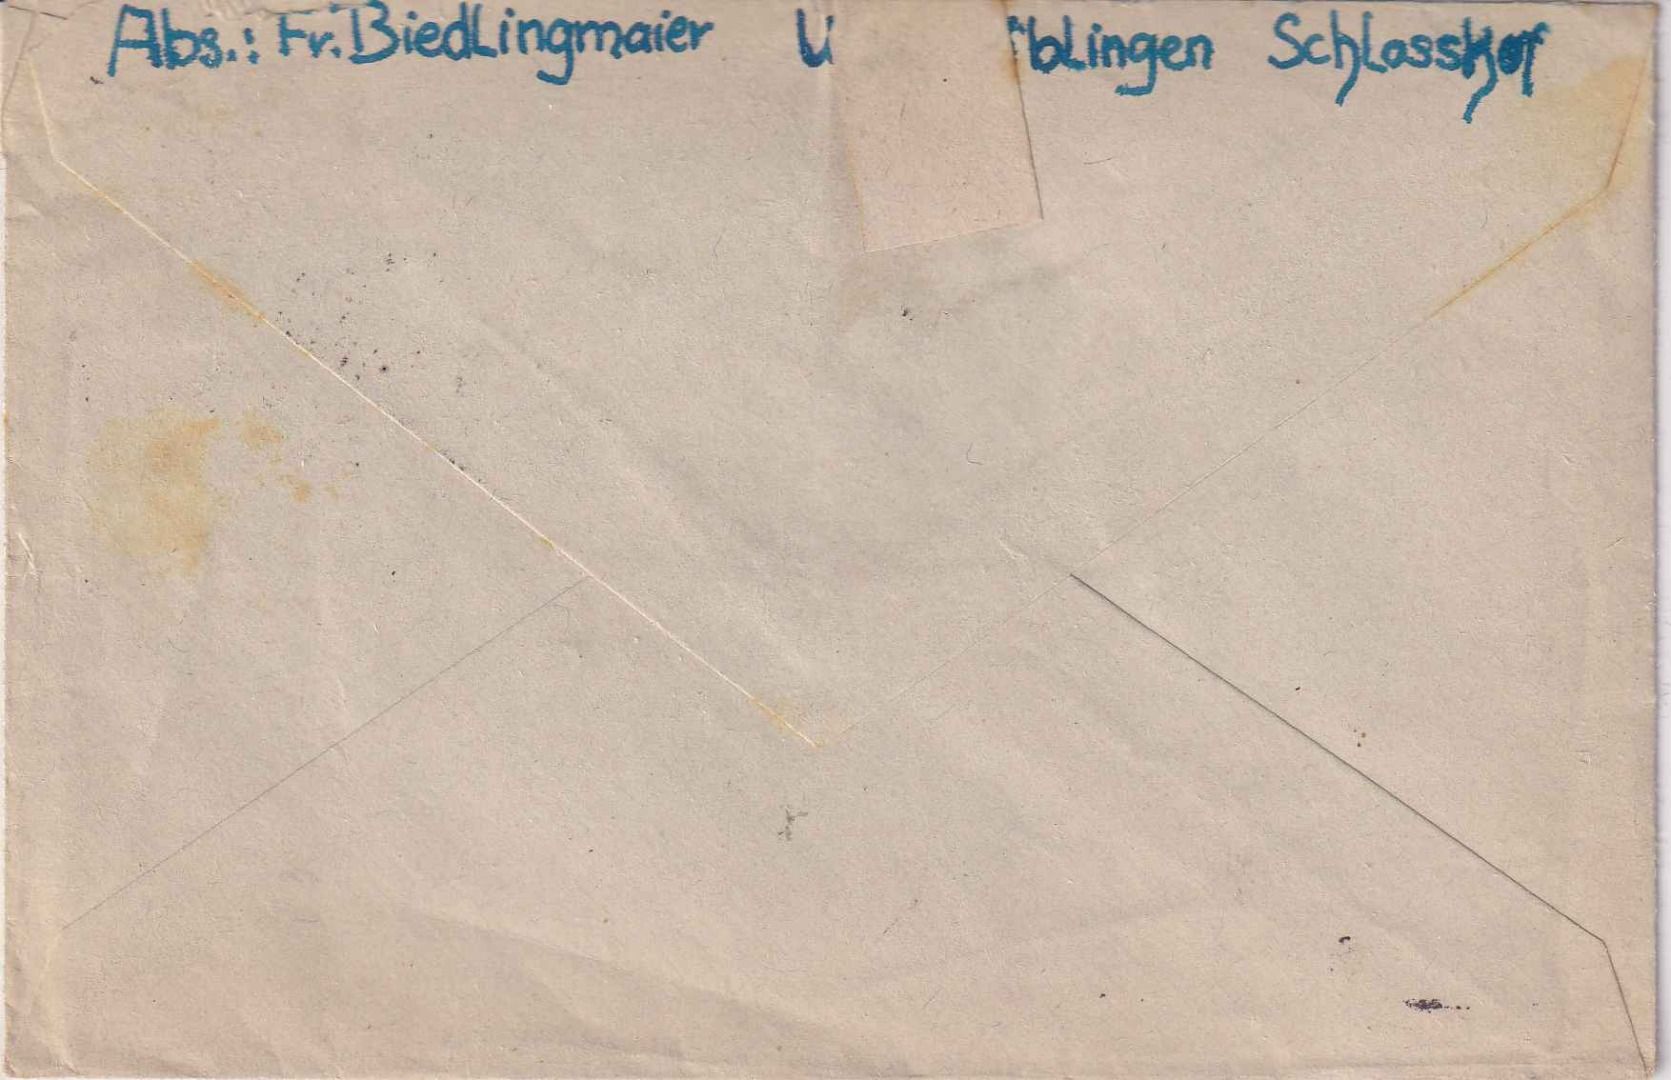 Abs.: Fr. Biedlingmaier U blingen Schlosshof